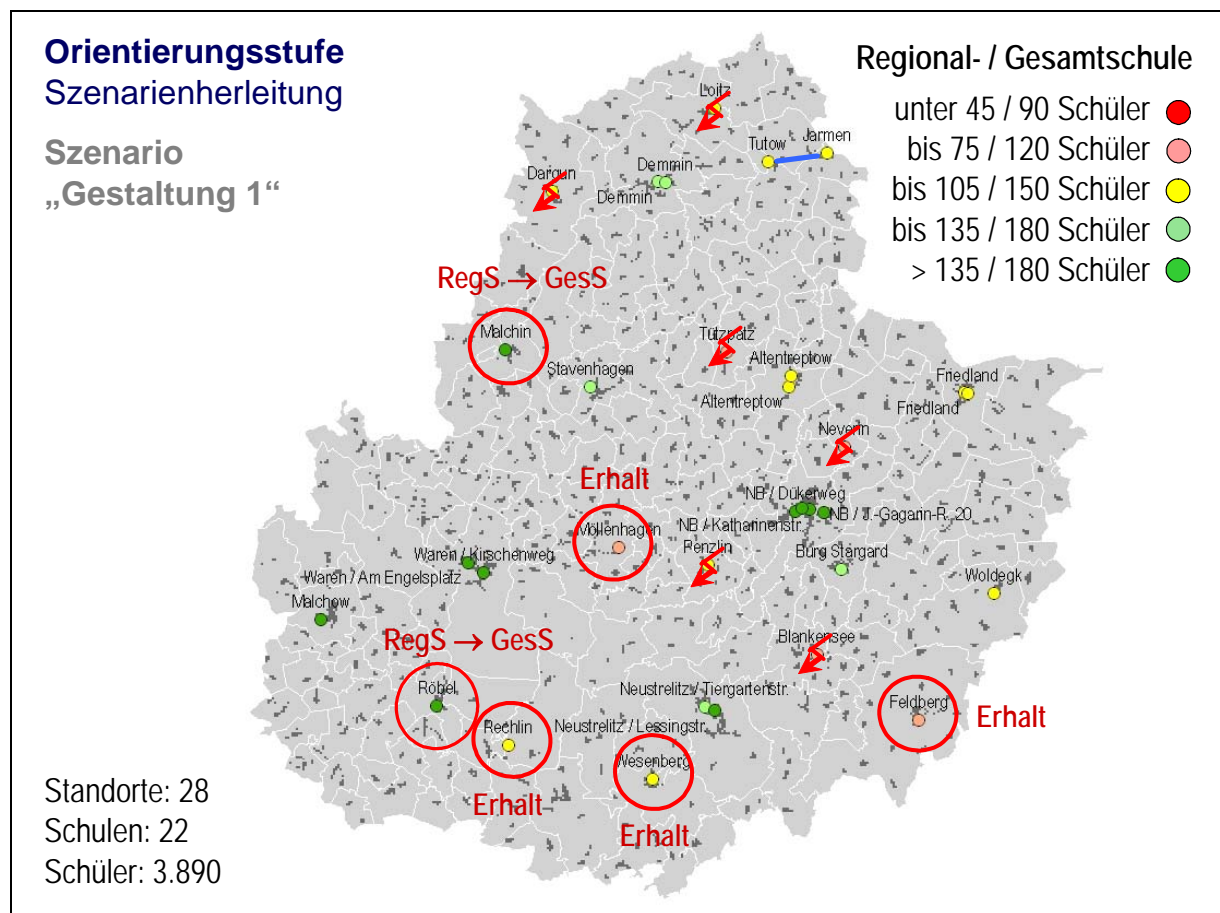 Orientierungsstufe
Szenarienherleitung
Szenario
„Gestaltung 1“
Regional- / Gesamtschule
unter 45 / 90 Schüler
bis 75 / 120 Schüler
bis 105 / 150 Schüler
bis 135 / 180 Schüler
> 135 / 180 Schüler
Loitz
Jarmen
Tutow
Demmin
Dargun
Demmin
RegS → GesS
Malchin
Tützpatz
Altentreptow
Stavenhagen
Friedland
Altentreptow
Friedland
Neverin
Erhalt
NB / Dükerweg
NB / J.-Gagarin-R. 20
NB / Katharinenstr.
Möllenhagen
Penzlin
Waren / Kirschenweg
Burg Stargard
Waren / Am Engelsplatz
Woldegk
Malchow
RegS → GesS
Blankensee
Röbel
Neustrelitz / Tiergartenstr.
Feldberg
Erhalt
Rechlin
Neustrelitz / Lessingstr.
Wesenberg
Erhalt
Erhalt
Standorte: 28
Schulen: 22
Schüler: 3.890